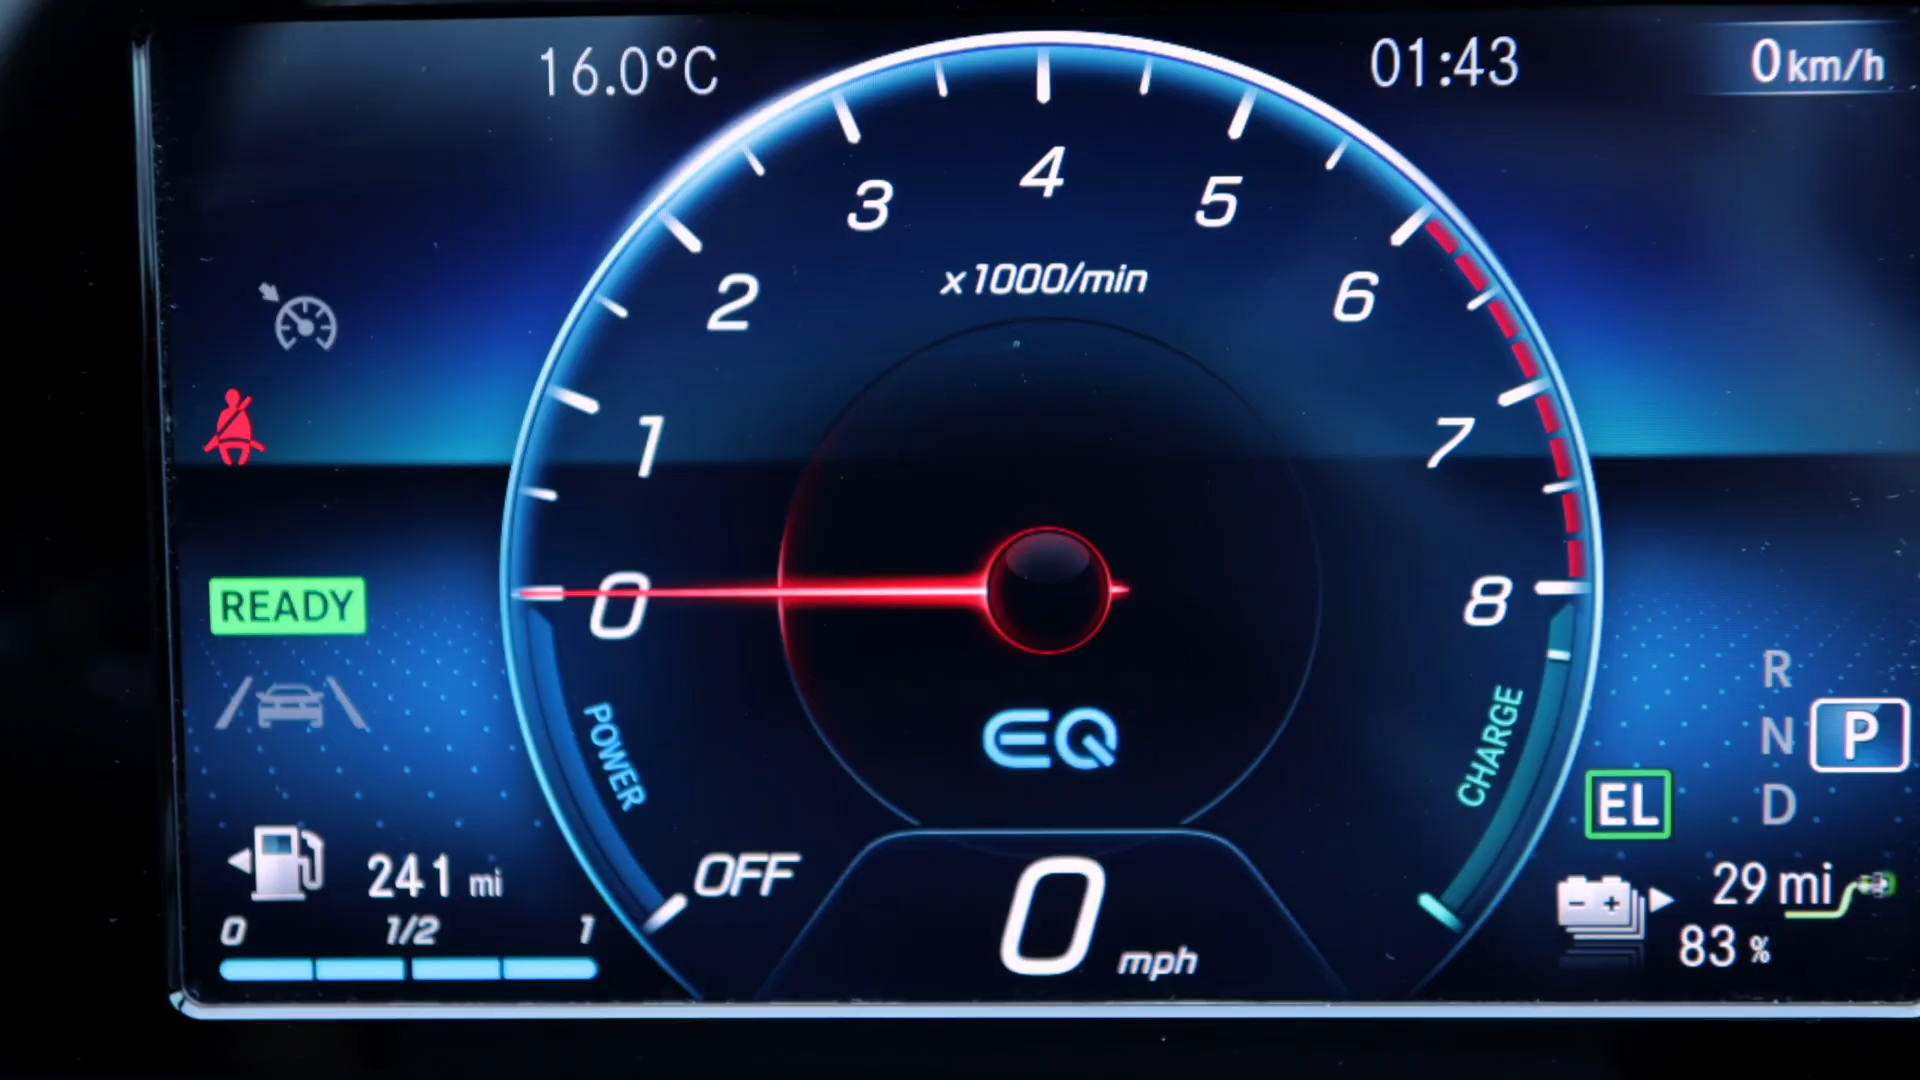 16.0°C
01:43
0 km/h
4
3
5
2
6
x1000/min
1
7
0
8
READY
POWER
EQ
CHARGE
R
N
P
D
EL
OFF
241 mi
0 1/2 1
0 mph
29 mi
- +
83 %